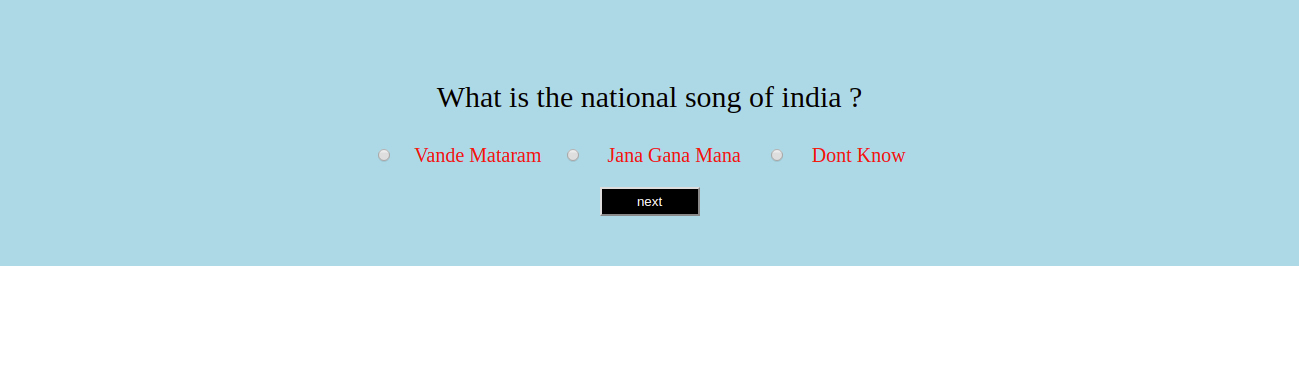 What is the national song of india ?
Vande Mataram Jana Gana Mana Dont Know
next